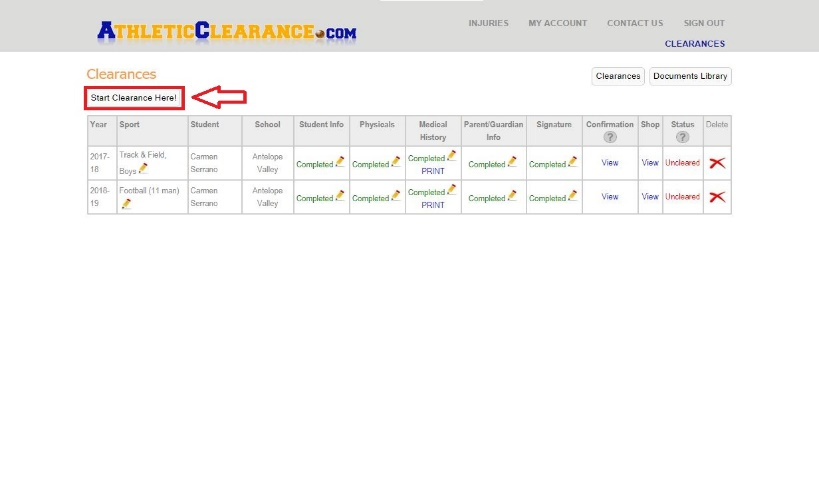 ATHLETICCLEARANCE.COM
INJURIES MY ACCOUNT CONTACT US SIGN OUT
CLEARANCES
Clearances
Clearances Documents Library
Start Clearance Here!
Year Sport Student School Student Info Physicals Medical History Parent/Guardian Info Signature Confirmation ? Shop Status ? Delete
2017-18 Track & Field, Boys Carmen Serrano Antelope Valley Completed Completed Completed PRINT Completed Completed View View Uncleared
2018-19 Football (11 man) Carmen Serrano Antelope Valley Completed Completed Completed PRINT Completed Completed View View Uncleared